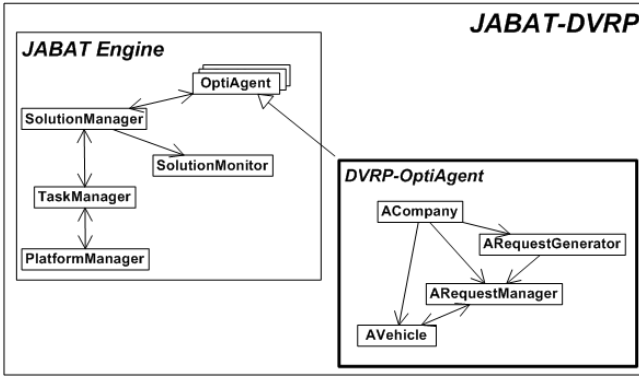 JABAT-DVRP
JABAT Engine
OptiAgent
SolutionManager
SolutionMonitor
TaskManager
PlatformManager
DVRP-OptiAgent
ACompany
ARequestGenerator
ARequestManager
AVehicle